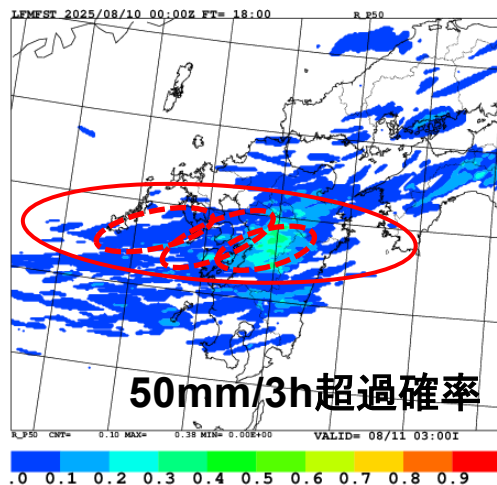 LFMFST 2025/08/10 00:00Z FT= 18:00 R_P50
50mm/3h超過確率
R_P50 CNT= 0.10 MAX= 0.38 MIN= 0.00E+00 VALID= 08/11 03:00I
.0 0.1 0.2 0.3 0.4 0.5 0.6 0.7 0.8 0.9